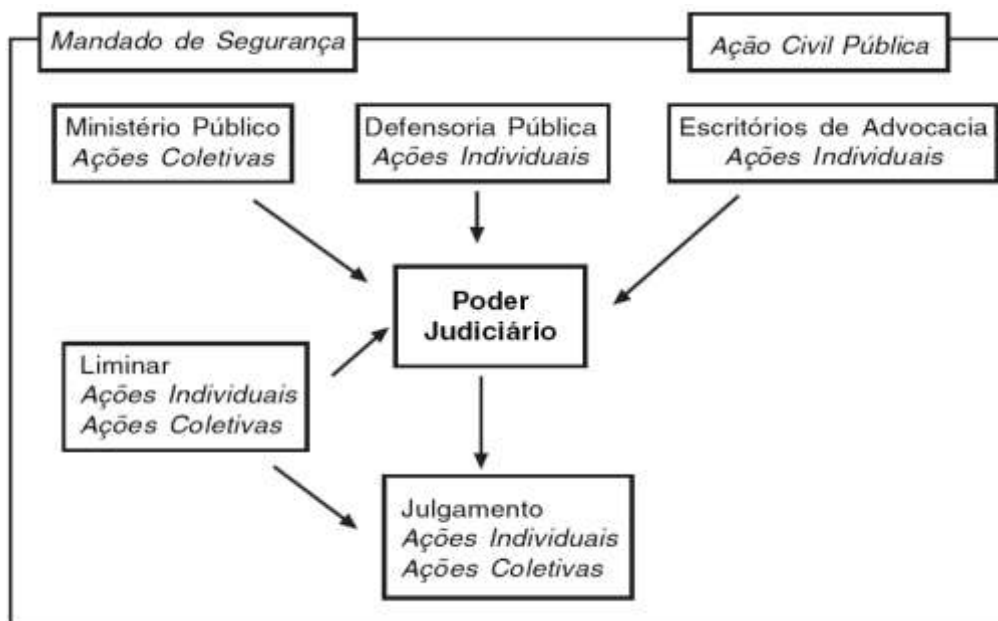 Mandado de Segurança
Ação Civil Pública
Ministério Público
Ações Coletivas
Defensoria Pública
Ações Individuais
Escritórios de Advocacia
Ações Individuais
Poder
Judiciário
Liminar
Ações Individuais
Ações Coletivas
Julgamento
Ações Individuais
Ações Coletivas